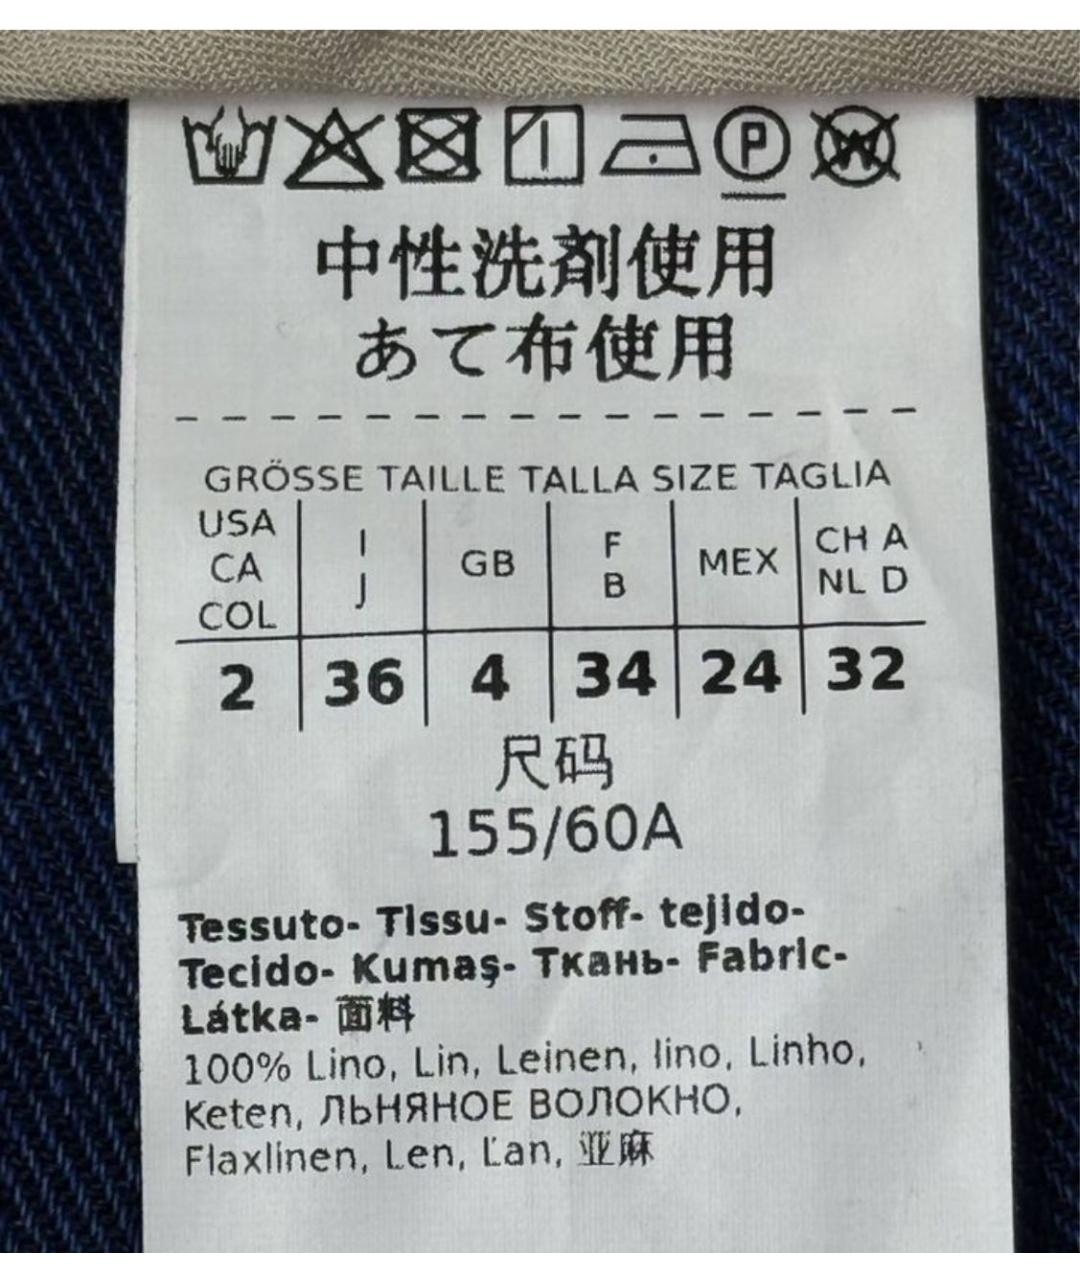 P W
中性洗剤使用
あて布使用
GRÖSSE TAILLE TALLA SIZE TAGLIA
USA CA COL
I J
GB
F B
MEX
CH A NL D
2 36 4 34 24 32
尺码
155/60A
Tessuto- Tissu- Stoff- tejido-
Tecido- Kumaş- Ткань- Fabric-
Látka- 面料
100% Lino, Lin, Leinen, lino, Linho,
Keten, ЛЬНЯНОЕ ВОЛОКНО,
Flaxlinen, Len, Ľan, 亚麻